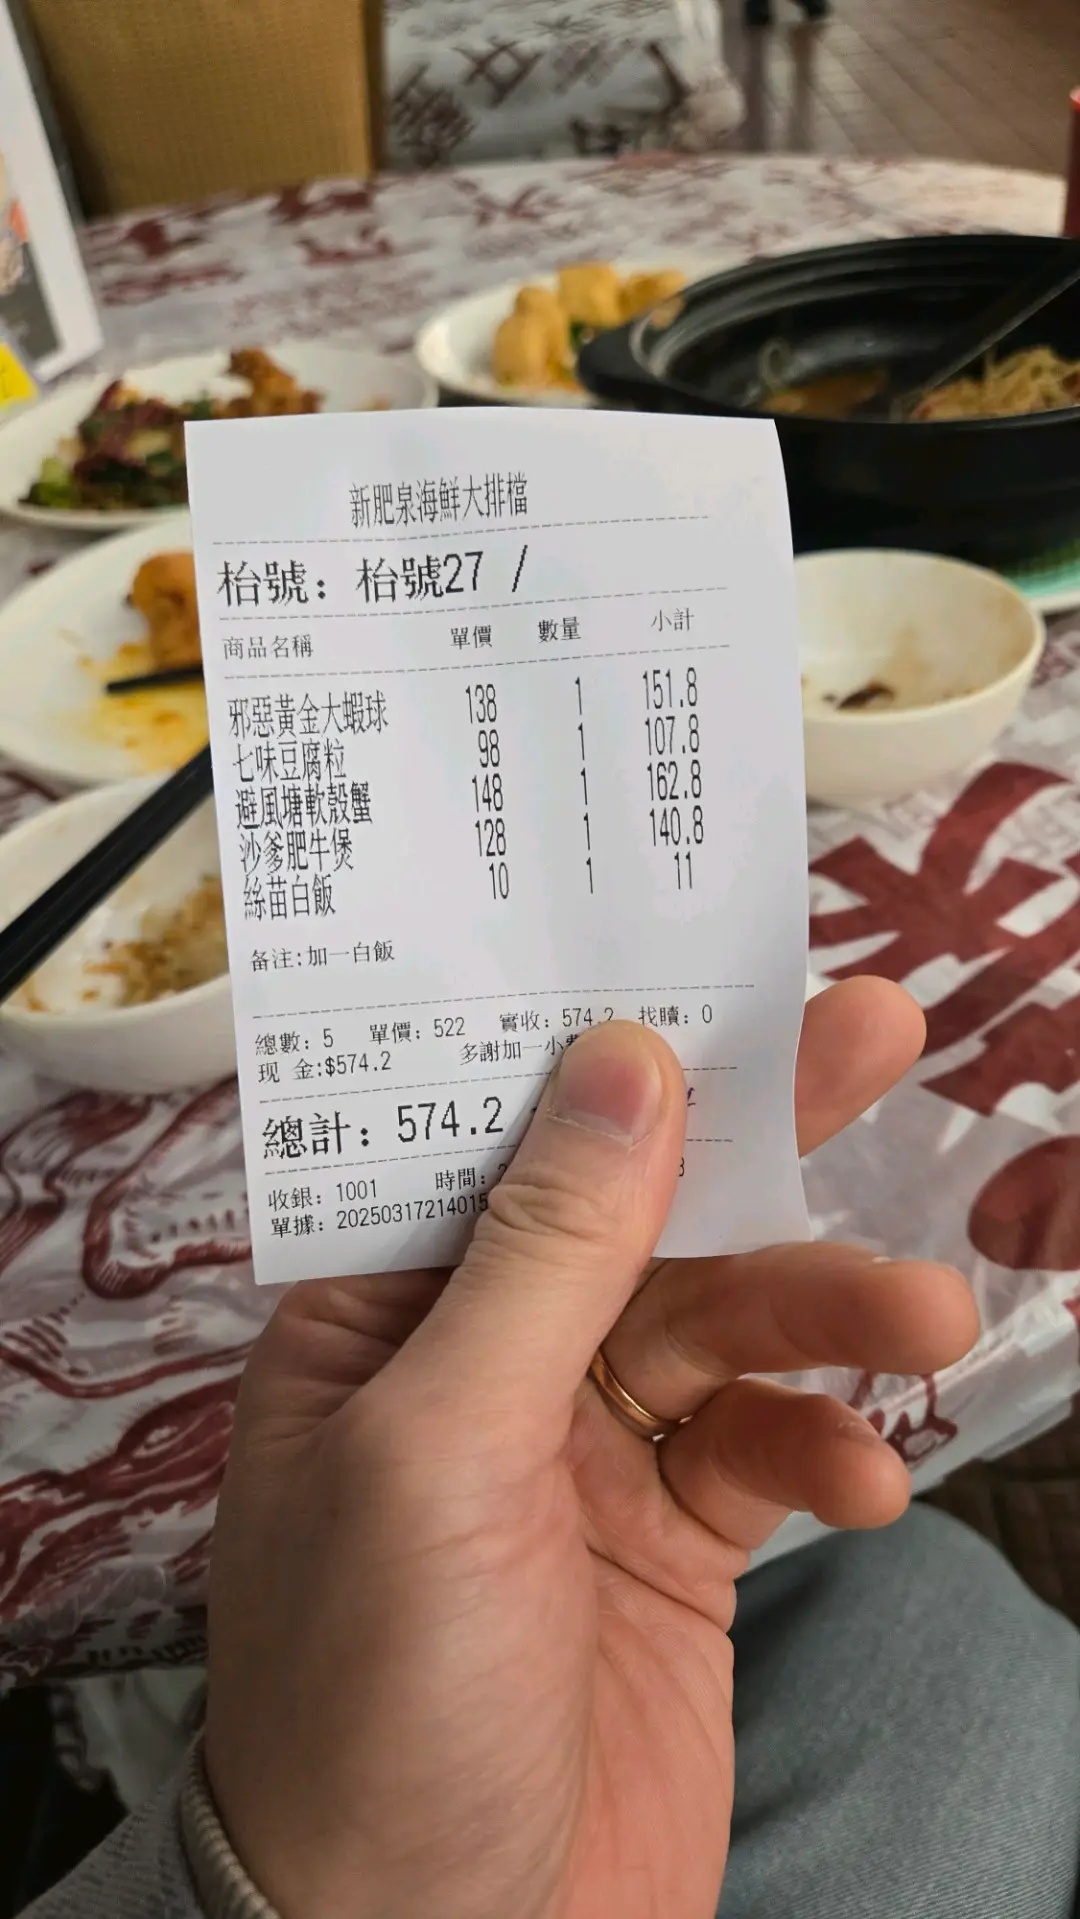 新肥泉海鮮大排檔
枱號：枱號27 /
商品名稱 單價 數量 小計
邪惡黃金大蝦球 138 1 151.8
七味豆腐粒 98 1 107.8
避風塘軟殼蟹 148 1 162.8
沙爹肥牛煲 128 1 140.8
絲苗白飯 10 1 11
备注:加一白飯
總數: 5 單價: 522 實收: 574.2 找贖: 0
现 金:$574.2 多謝加一小
總計: 574.2
收銀: 1001 時間:
單據: 20250317214015